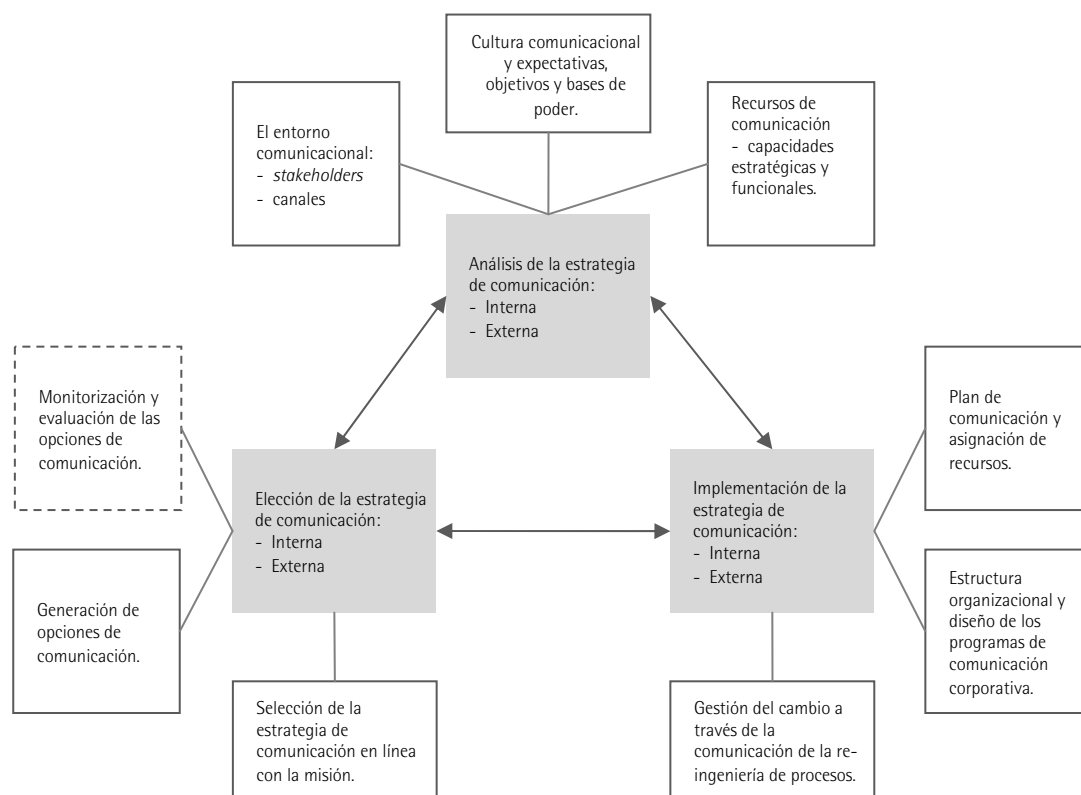 Cultura comunicacional
y expectativas,
objetivos y bases de
poder.
El entorno
comunicacional:
- stakeholders
- canales
Recursos de
comunicación
- capacidades
estratégicas y
funcionales.
Análisis de la estrategia
de comunicación:
- Interna
- Externa
Monitorización y
evaluación de las
opciones de
comunicación.
Plan de
comunicación y
asignación de
recursos.
Elección de la estrategia
de comunicación:
- Interna
- Externa
Implementación de la
estrategia de
comunicación:
- Interna
- Externa
Generación de
opciones de
comunicación.
Estructura
organizacional y
diseño de los
programas de
comunicación
corporativa.
Selección de la
estrategia de
comunicación en línea
con la misión.
Gestión del cambio a
través de la
comunicación de la re-
ingeniería de procesos.